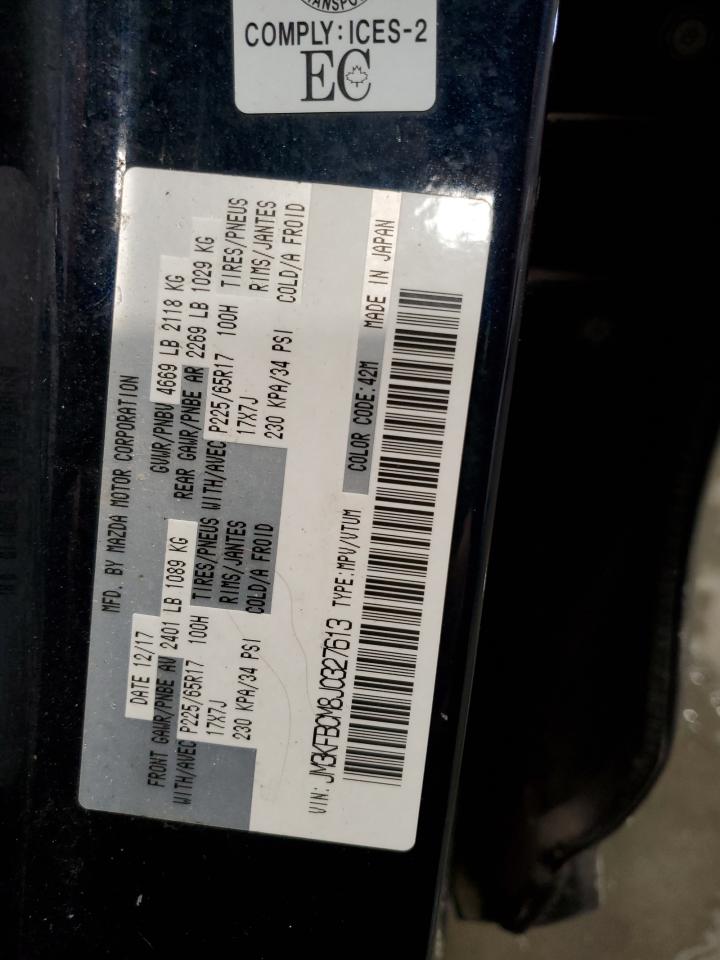 COMPLY: ICES-2
EC
MFD. BY MAZDA MOTOR CORPORATION
DATE 12/17 GVWR/PNBV 4669 LB 2118 KG
FRONT GAWR/PNBE AV 2401 LB 1089 KG REAR GAWR/PNBE AR 2269 LB 1029 KG
WITH/AVEC P225/65R17 100H TIRES/PNEUS WITH/AVEC P225/65R17 100H TIRES/PNEUS
17X7J RIMS/JANTES 17X7J RIMS/JANTES
230 KPA/34 PSI COLD/A FROID 230 KPA/34 PSI COLD/A FROID
VIN: JM3KFBCM8J0327613 TYPE:MPV/VTUM COLOR CODE:42M MADE IN JAPAN